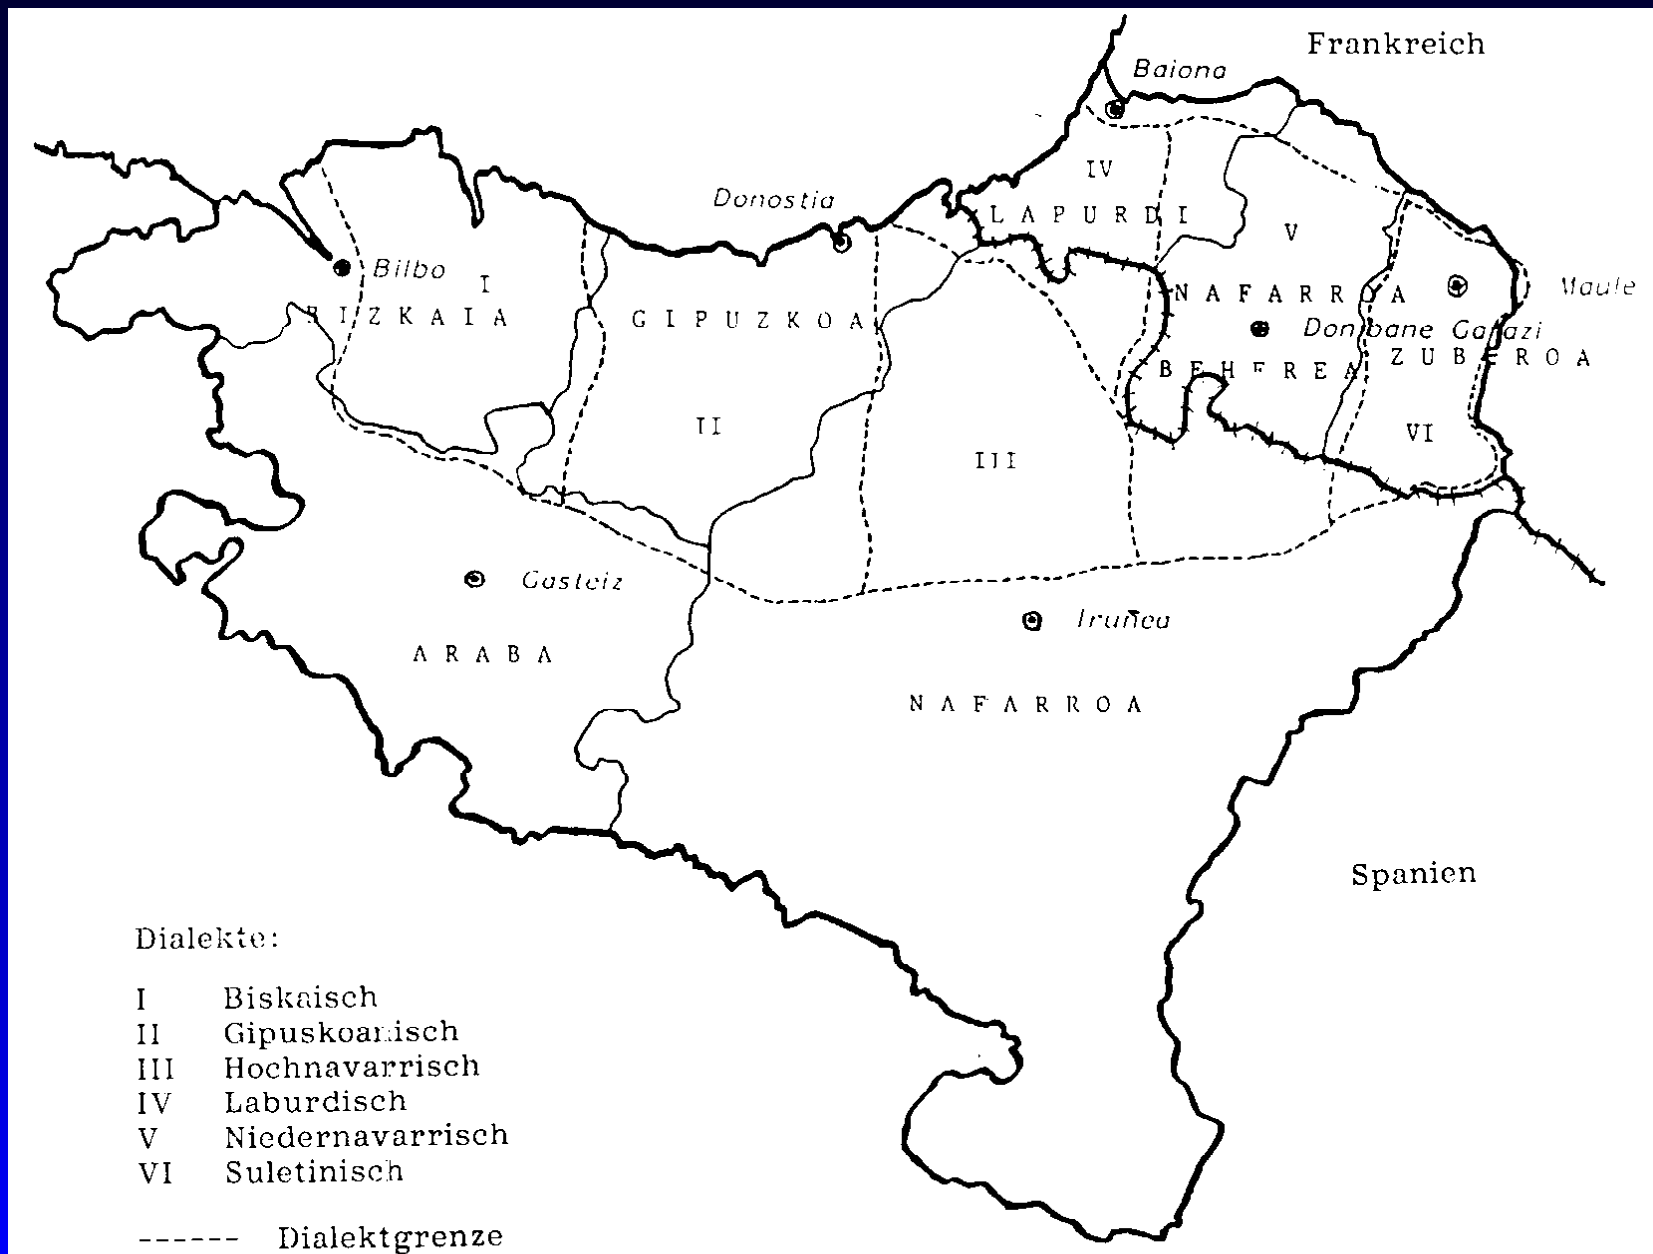 Frankreich
Baiona
IV
Donostia
LAPURDI
V
Bilbo
I
NAFARROA
Maule
BIZKAIA
GIPUZKOA
Donibane Garazi
ZUBEROA
BEHEREA
II
VI
III
Gasteiz
Iruñea
ARABA
NAFARROA
Spanien
Dialekte:
I Biskaisch
II Gipuskoanisch
III Hochnavarrisch
IV Laburdisch
V Niedernavarrisch
VI Suletinisch
------ Dialektgrenze